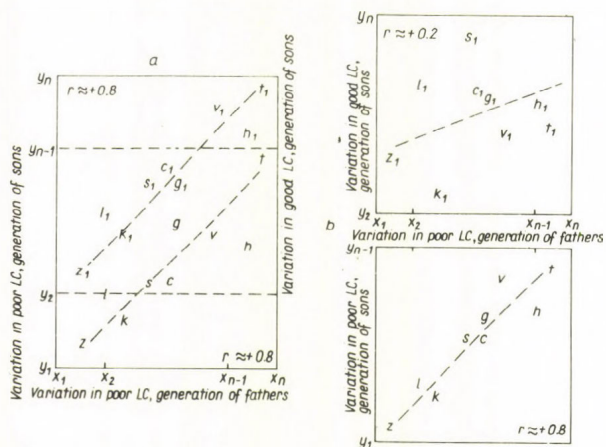 a
yn
r≈+0.8
t1
v1
h1
yn-1
t
c1
s1 g1
l1
k1
g
v
h
z1
y2
s c
l
k
z
r≈+0.8
y1
x1 x2 xn-1 xn
Variation in poor LC, generation of fathers
Variation in poor LC, generation of sons
Variation in good LC, generation of sons
b
yn
r≈+0.2
s1
l1
c1
g1
h1
v1
t1
z1
k1
y2
x1 x2 xn-1 xn
Variation in poor LC, generation of fathers
Variation in good LC,
generation of sons
yn-1
v
t
g
h
s c
l
k
z
r≈+0.8
y1
Variation in poor LC,
generation of sons